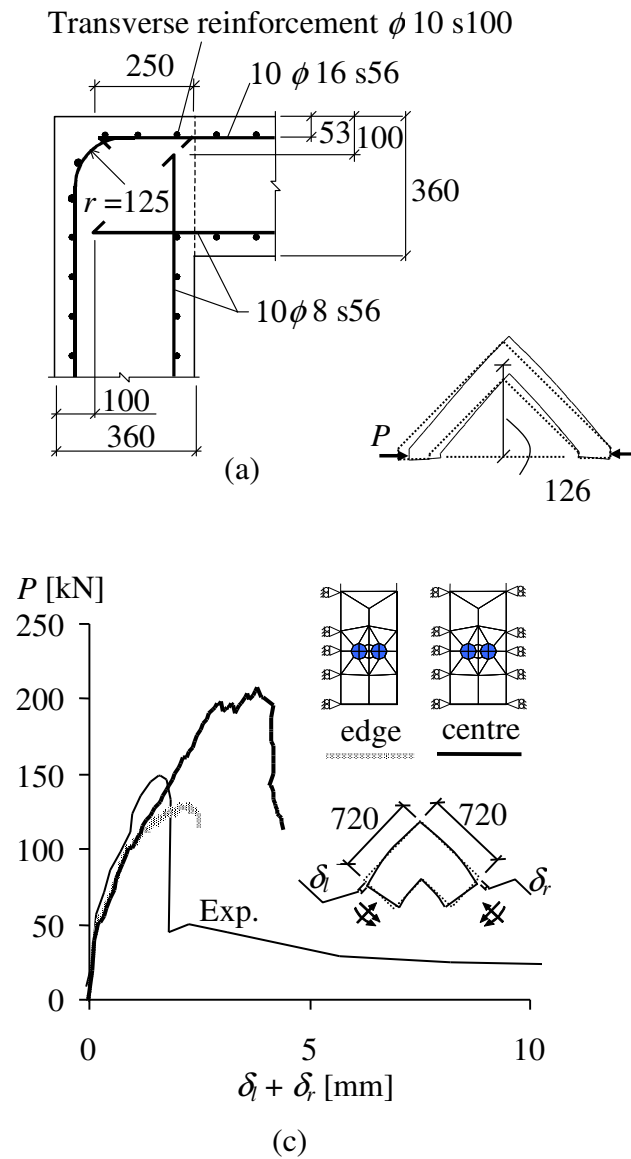 Transverse reinforcement ϕ 10 s100
250
10 ϕ 16 s56
53
100
r =125
360
10ϕ 8 s56
100
360
(a)
P
126
P [kN]
250
200
150
100
50
0
edge
centre
720
720
δl
δr
Exp.
0
5
10
δl + δr [mm]
(c)